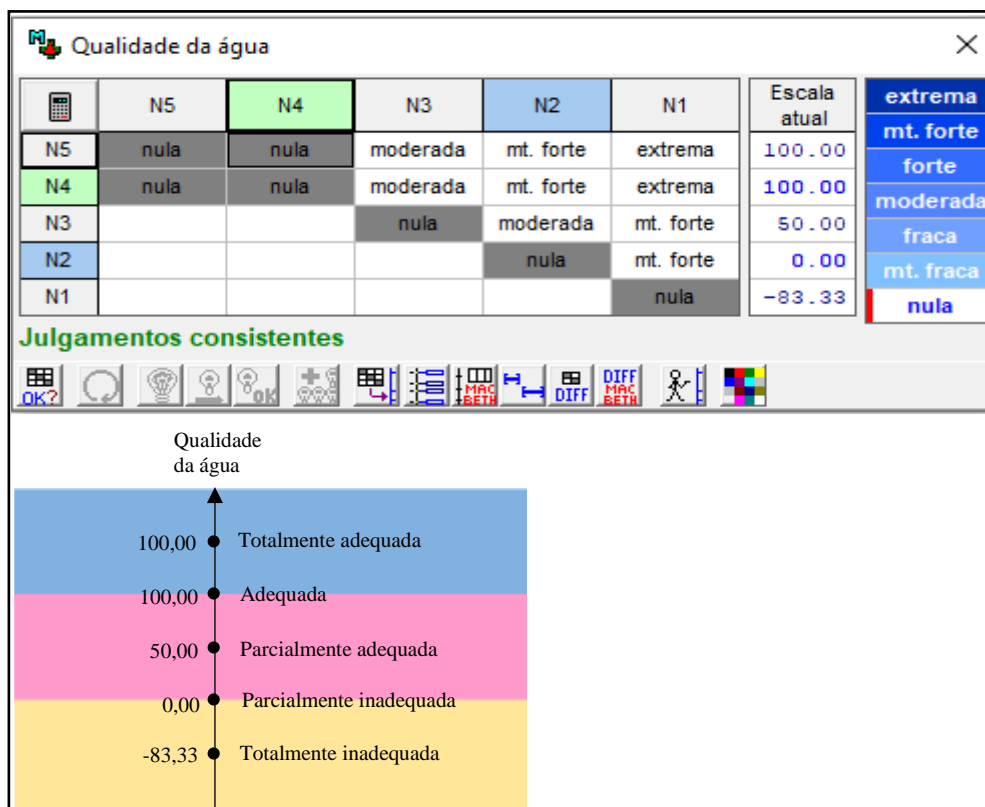 Qualidade da água
N5 N4 N3 N2 N1 Escala atual
N5 nula nula moderada mt. forte extrema 100.00
N4 nula nula moderada mt. forte extrema 100.00
N3 nula moderada mt. forte 50.00
N2 nula mt. forte 0.00
N1 nula -83.33
extrema
mt. forte
forte
moderada
fraca
mt. fraca
nula
Julgamentos consistentes
OK? OK MAC BETH DIFF DIFF MAC BETH
Qualidade
da água
100,00 Totalmente adequada
100,00 Adequada
50,00 Parcialmente adequada
0,00 Parcialmente inadequada
-83,33 Totalmente inadequada